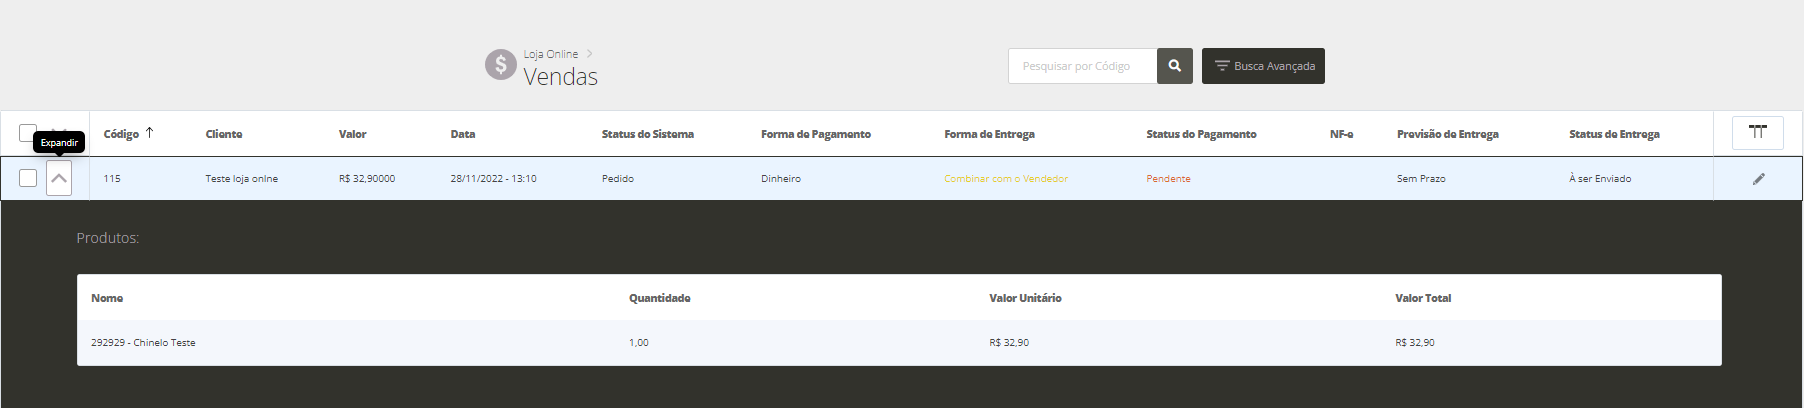 Loja Online
Vendas
Pesquisar por Código
Busca Avançada
Expandir
Código Cliente Valor Data Status do Sistema Forma de Pagamento Forma de Entrega Status do Pagamento NF-e Previsão de Entrega Status de Entrega
115 Teste loja onlne R$ 32,90000 28/11/2022 - 13:10 Pedido Dinheiro Combinar com o Vendedor Pendente Sem Prazo À ser Enviado
Produtos:
Nome Quantidade Valor Unitário Valor Total
292929 - Chinelo Teste 1,00 R$ 32,90 R$ 32,90